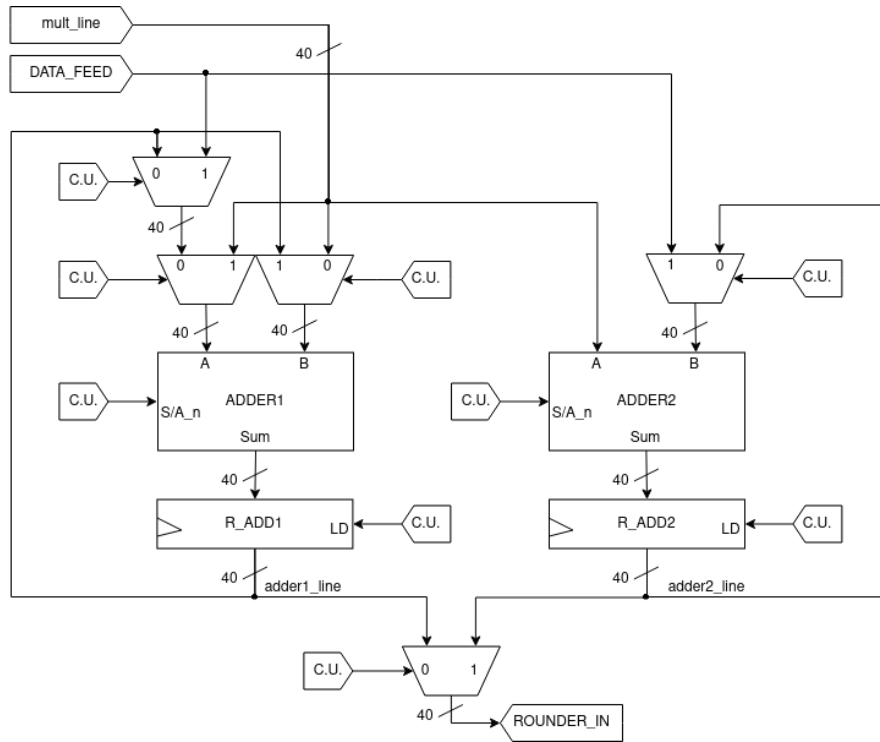 mult_line
40
DATA_FEED
0 1
C.U.
40
0 1 1 0
1 0
C.U.
C.U.
C.U.
40
40
40
A B
A B
C.U.
S/A_n
ADDER1
Sum
C.U.
S/A_n
ADDER2
Sum
40
40
R_ADD1
LD
C.U.
R_ADD2
LD
C.U.
40
adder1_line
40
adder2_line
C.U.
0 1
40
ROUNDER_IN